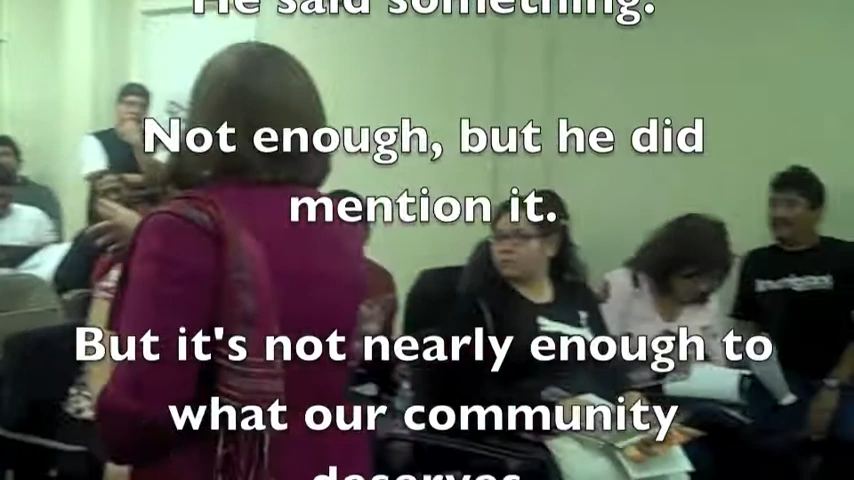 He said something.
Not enough, but he did
mention it.
But it's not nearly enough to
what our community
deserves